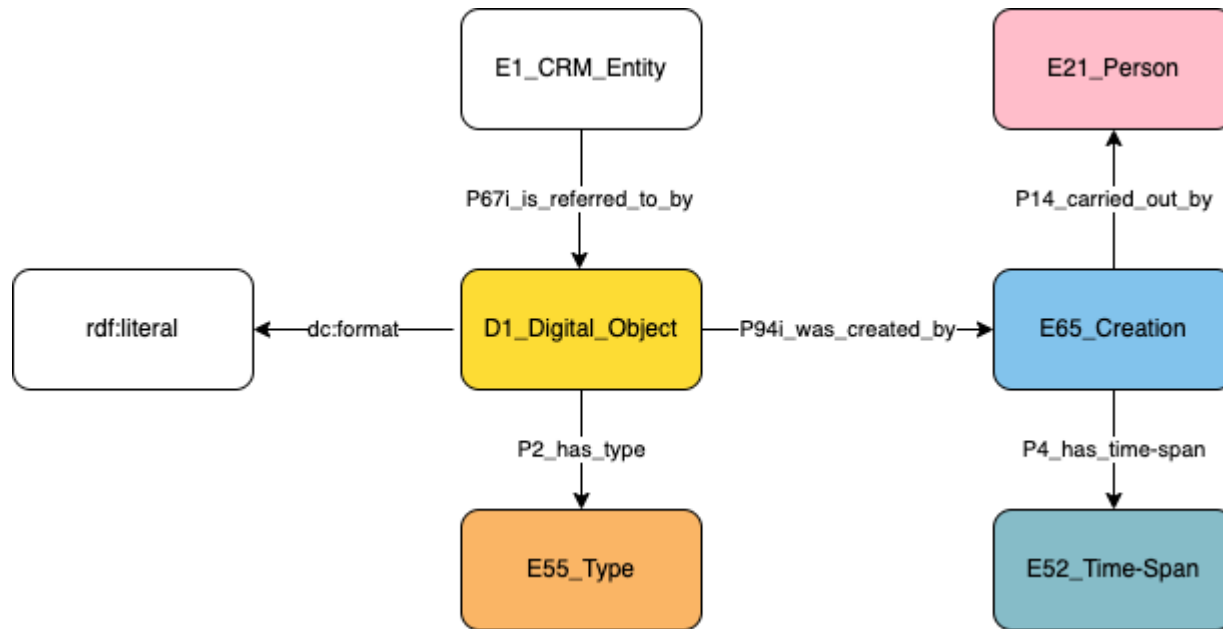 E1_CRM_Entity
E21_Person
P67i_is_referred_to_by
P14_carried_out_by
rdf:literal
dc:format
D1_Digital_Object
P94i_was_created_by
E65_Creation
P2_has_type
P4_has_time-span
E55_Type
E52_Time-Span